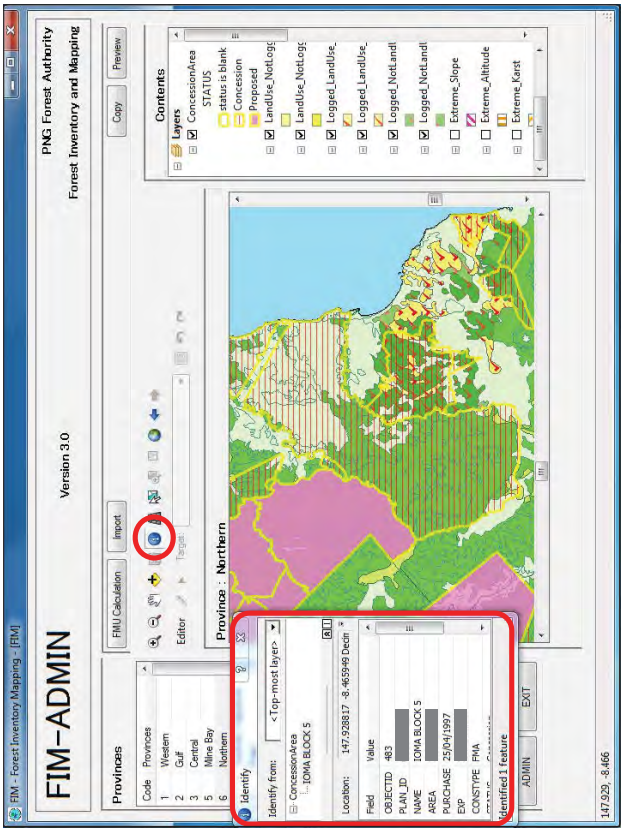 FIM - Forest Inventory Mapping - [FIM]
FIM-ADMIN
Version 3.0
PNG Forest Authority
Forest Inventory and Mapping
FMU Calculation
Import
Copy
Preview
Provinces
Code Provinces
1 Western
2 Gulf
3 Central
5 Milne Bay
6 Northern
Editor
Target:
Province : Northern
Contents
Layers
ConcessionArea
STATUS
status is blank
Concession
Proposed
LandUse_NotLogg
LandUse_NotLogg
Logged_LandUse_
Logged_LandUse_
Logged_NotLandl
Logged_NotLandl
Extreme_Slope
Extreme_Altitude
Extreme_Karst
Identify
Identify from: <Top-most layer>
ConcessionArea
IOMA BLOCK 5
Location: 147.928817 -8.465949 Decim
Field Value
OBJECTID 483
PLAN_ID
NAME IOMA BLOCK 5
AREA
PURCHASE 25/04/1997
EXP
CONSTYPE FMA
Identified 1 feature
ADMIN
EXIT
147.929, -8.466